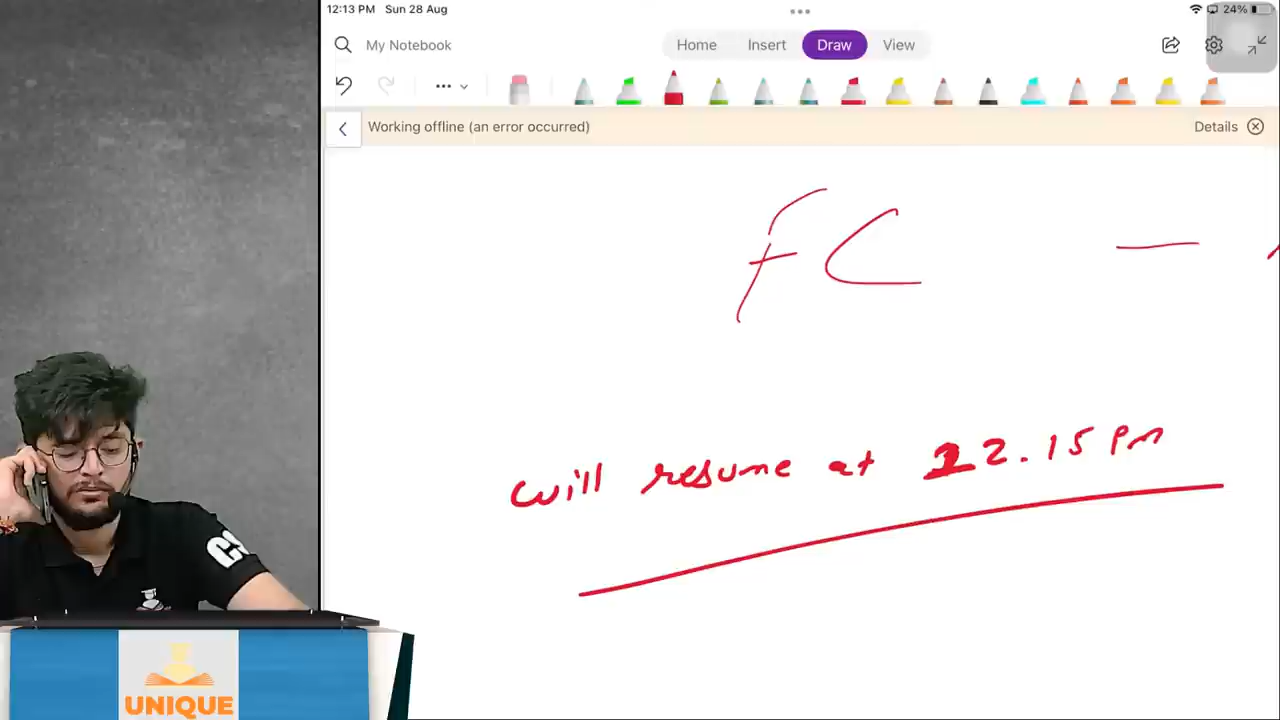 12:13 PM Sun 28 Aug
24%
My Notebook
Home Insert Draw View
Working offline (an error occurred)
Details
FC —
will resume at 12.15 Pm
CS
UNIQUE